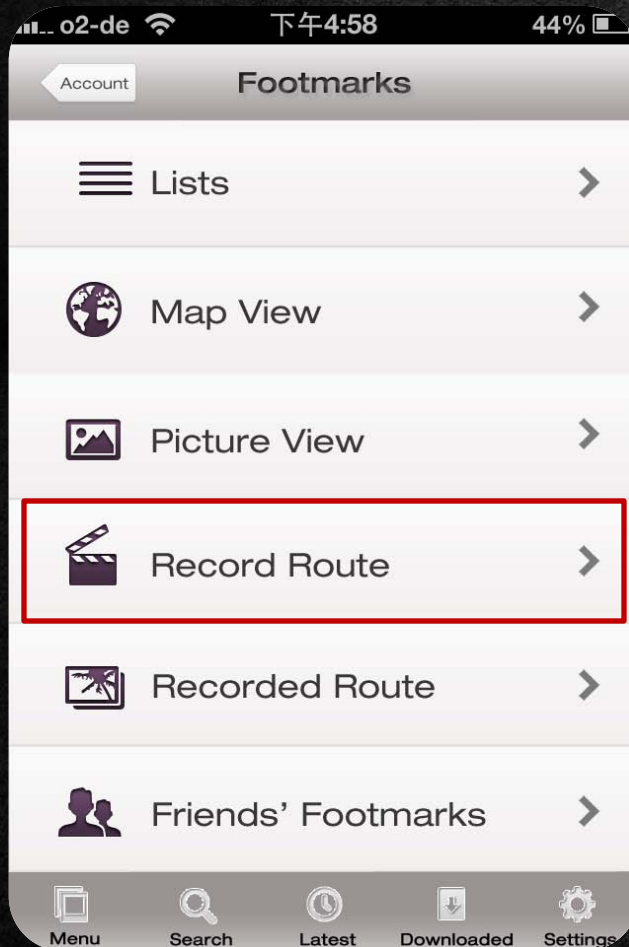 o2-de 下午4:58 44%
Account Footmarks
Lists
Map View
Picture View
Record Route
Recorded Route
Friends' Footmarks
Menu Search Latest Downloaded Settings